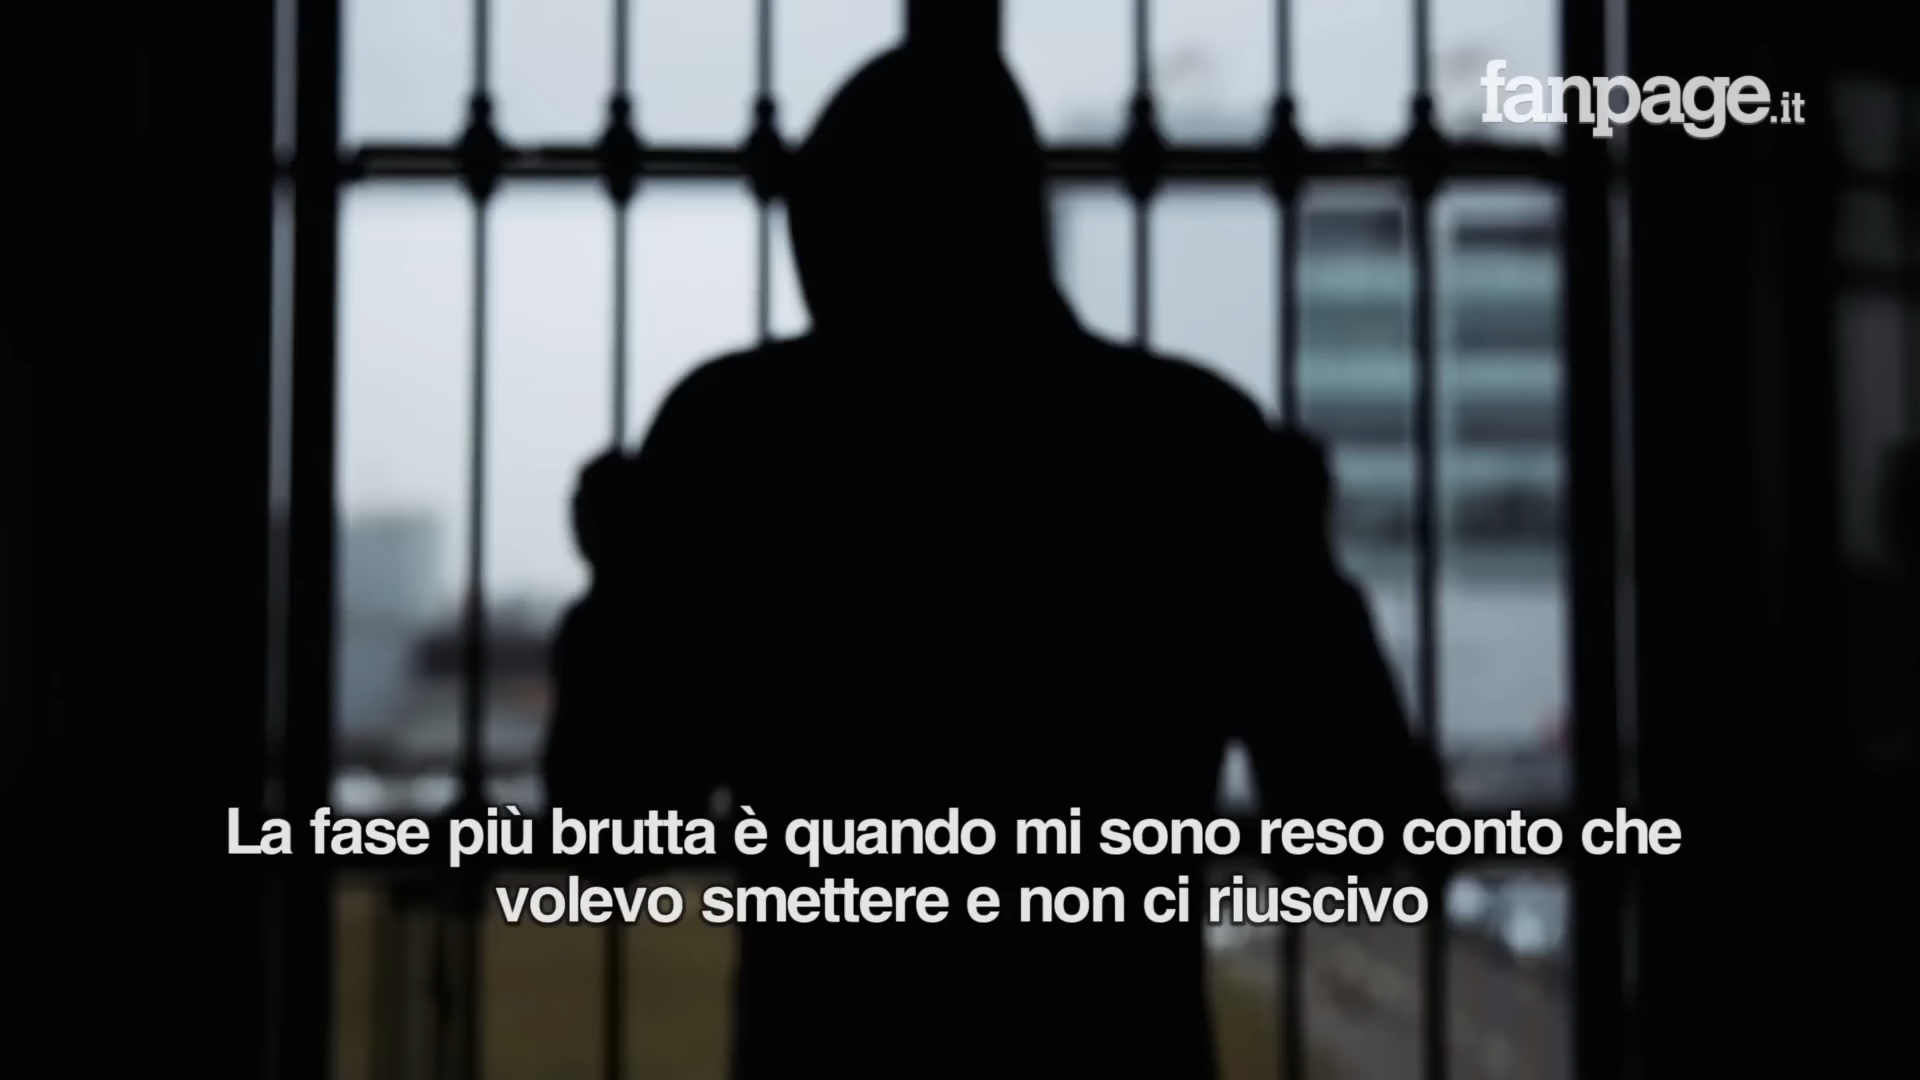 fanpage.it
La fase più brutta è quando mi sono reso conto che
volevo smettere e non ci riuscivo